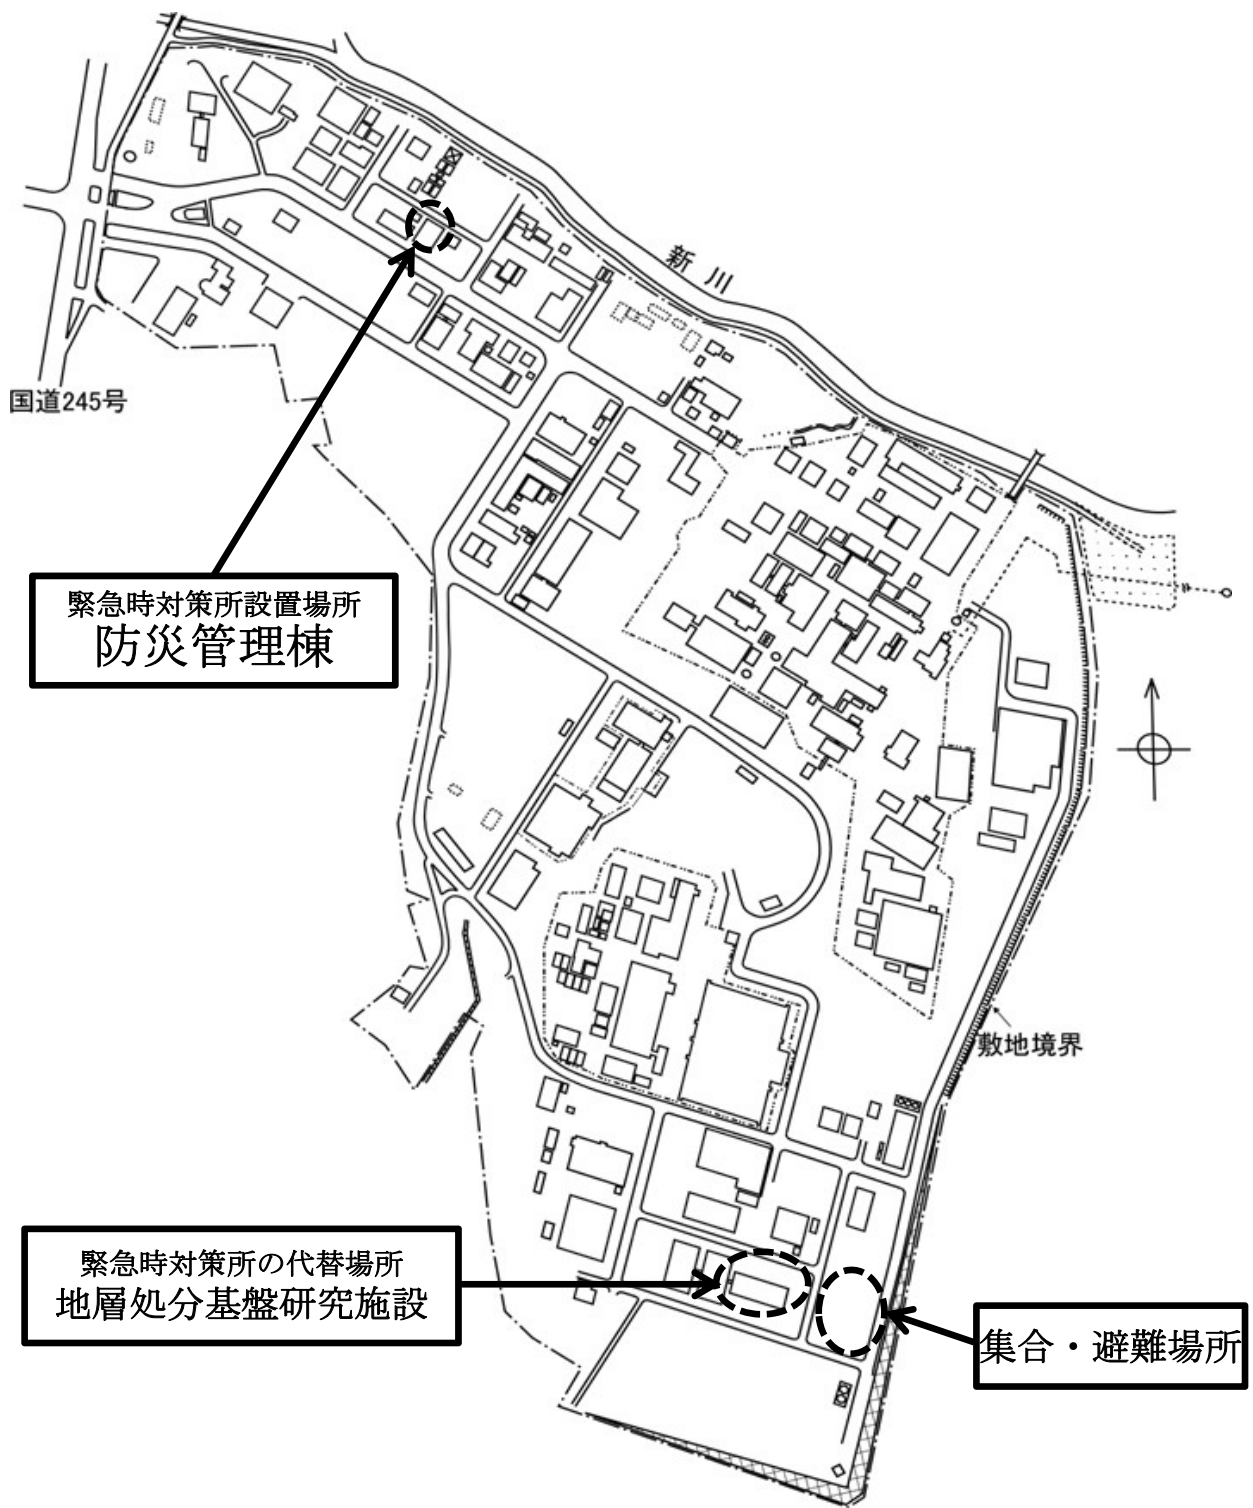 新川
国道245号
緊急時対策所設置場所
防災管理棟
敷地境界
緊急時対策所の代替場所
地層処分基盤研究施設
集合・避難場所